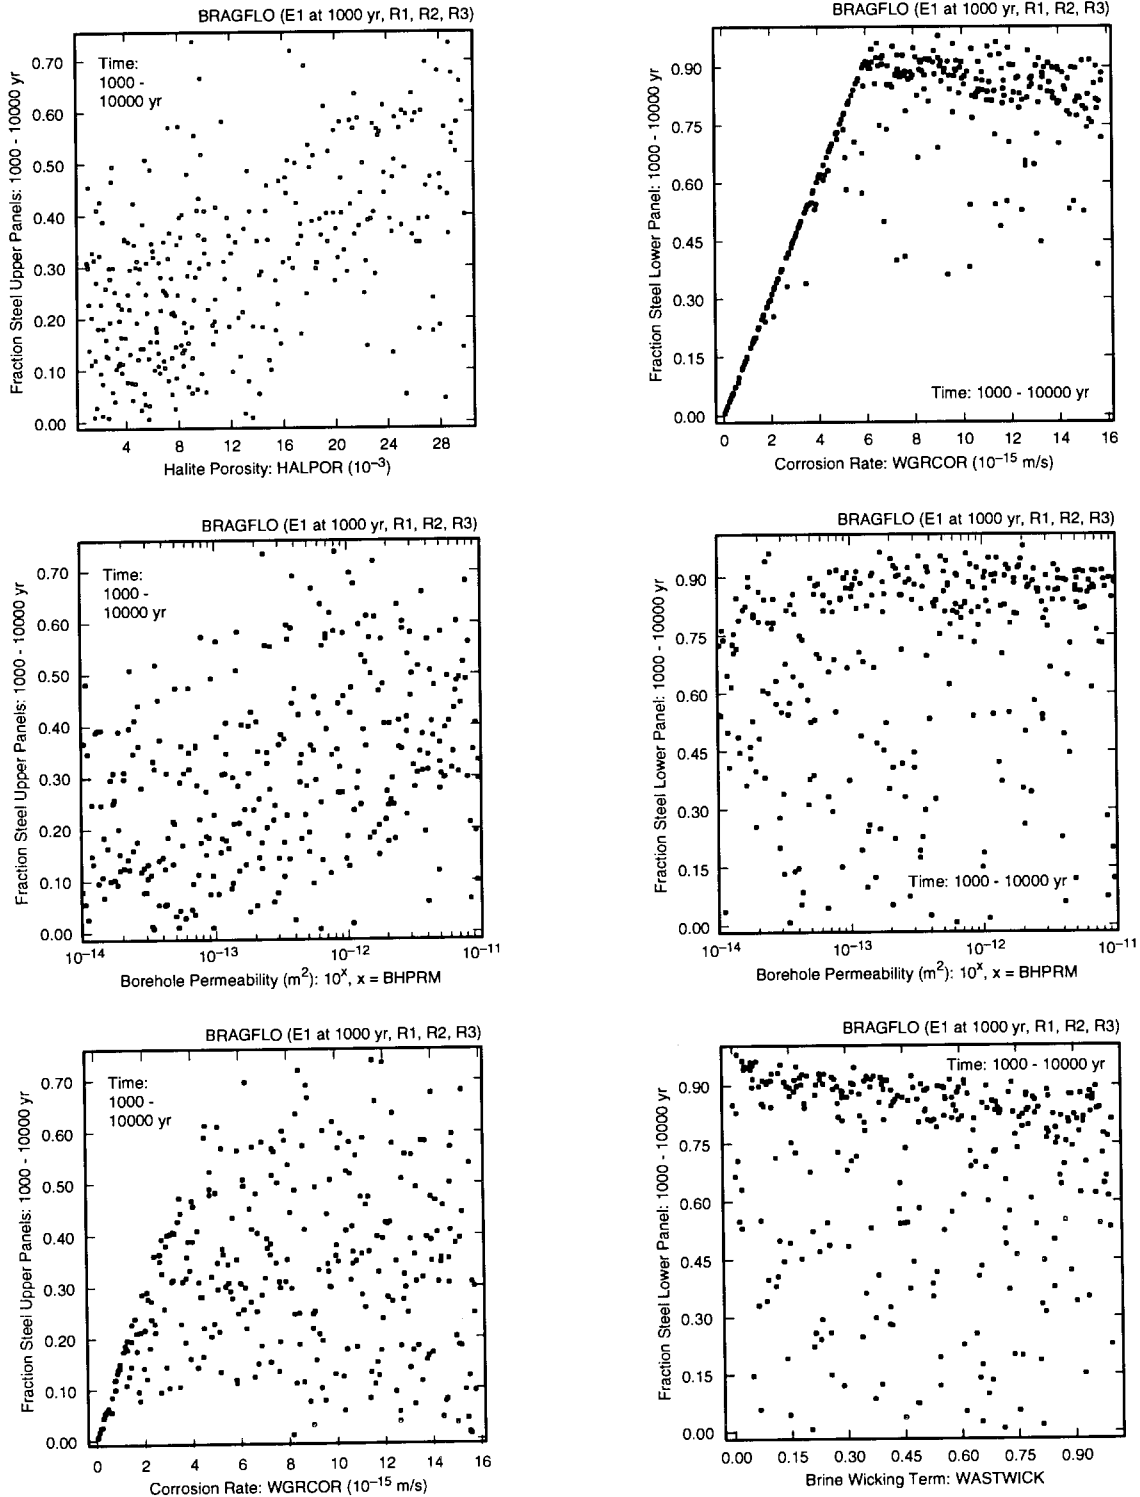 BRAGFLO (E1 at 1000 yr, R1, R2, R3)
Fraction Steel Upper Panels: 1000 - 10000 yr
0.70
0.60
0.50
0.40
0.30
0.20
0.10
0.00
Time:
1000 -
10000 yr
4 8 12 16 20 24 28
Halite Porosity: HALPOR (10⁻³)
BRAGFLO (E1 at 1000 yr, R1, R2, R3)
Fraction Steel Lower Panel: 1000 - 10000 yr
0.90
0.75
0.60
0.45
0.30
0.15
0.00
Time: 1000 - 10000 yr
0 2 4 6 8 10 12 14 16
Corrosion Rate: WGRCOR (10⁻¹⁵ m/s)
BRAGFLO (E1 at 1000 yr, R1, R2, R3)
Fraction Steel Upper Panels: 1000 - 10000 yr
0.70
0.60
0.50
0.40
0.30
0.20
0.10
0.00
Time:
1000 -
10000 yr
10⁻¹⁴ 10⁻¹³ 10⁻¹² 10⁻¹¹
Borehole Permeability (m²): 10ˣ, x = BHPRM
BRAGFLO (E1 at 1000 yr, R1, R2, R3)
Fraction Steel Lower Panel: 1000 - 10000 yr
0.90
0.75
0.60
0.45
0.30
0.15
0.00
Time: 1000 - 10000 yr
10⁻¹⁴ 10⁻¹³ 10⁻¹² 10⁻¹¹
Borehole Permeability (m²): 10ˣ, x = BHPRM
BRAGFLO (E1 at 1000 yr, R1, R2, R3)
Fraction Steel Upper Panels: 1000 - 10000 yr
0.70
0.60
0.50
0.40
0.30
0.20
0.10
0.00
Time:
1000 -
10000 yr
0 2 4 6 8 10 12 14 16
Corrosion Rate: WGRCOR (10⁻¹⁵ m/s)
BRAGFLO (E1 at 1000 yr, R1, R2, R3)
Fraction Steel Lower Panel: 1000 - 10000 yr
0.90
0.75
0.60
0.45
0.30
0.15
0.00
Time: 1000 - 10000 yr
0.00 0.15 0.30 0.45 0.60 0.75 0.90
Brine Wicking Term: WASTWICK